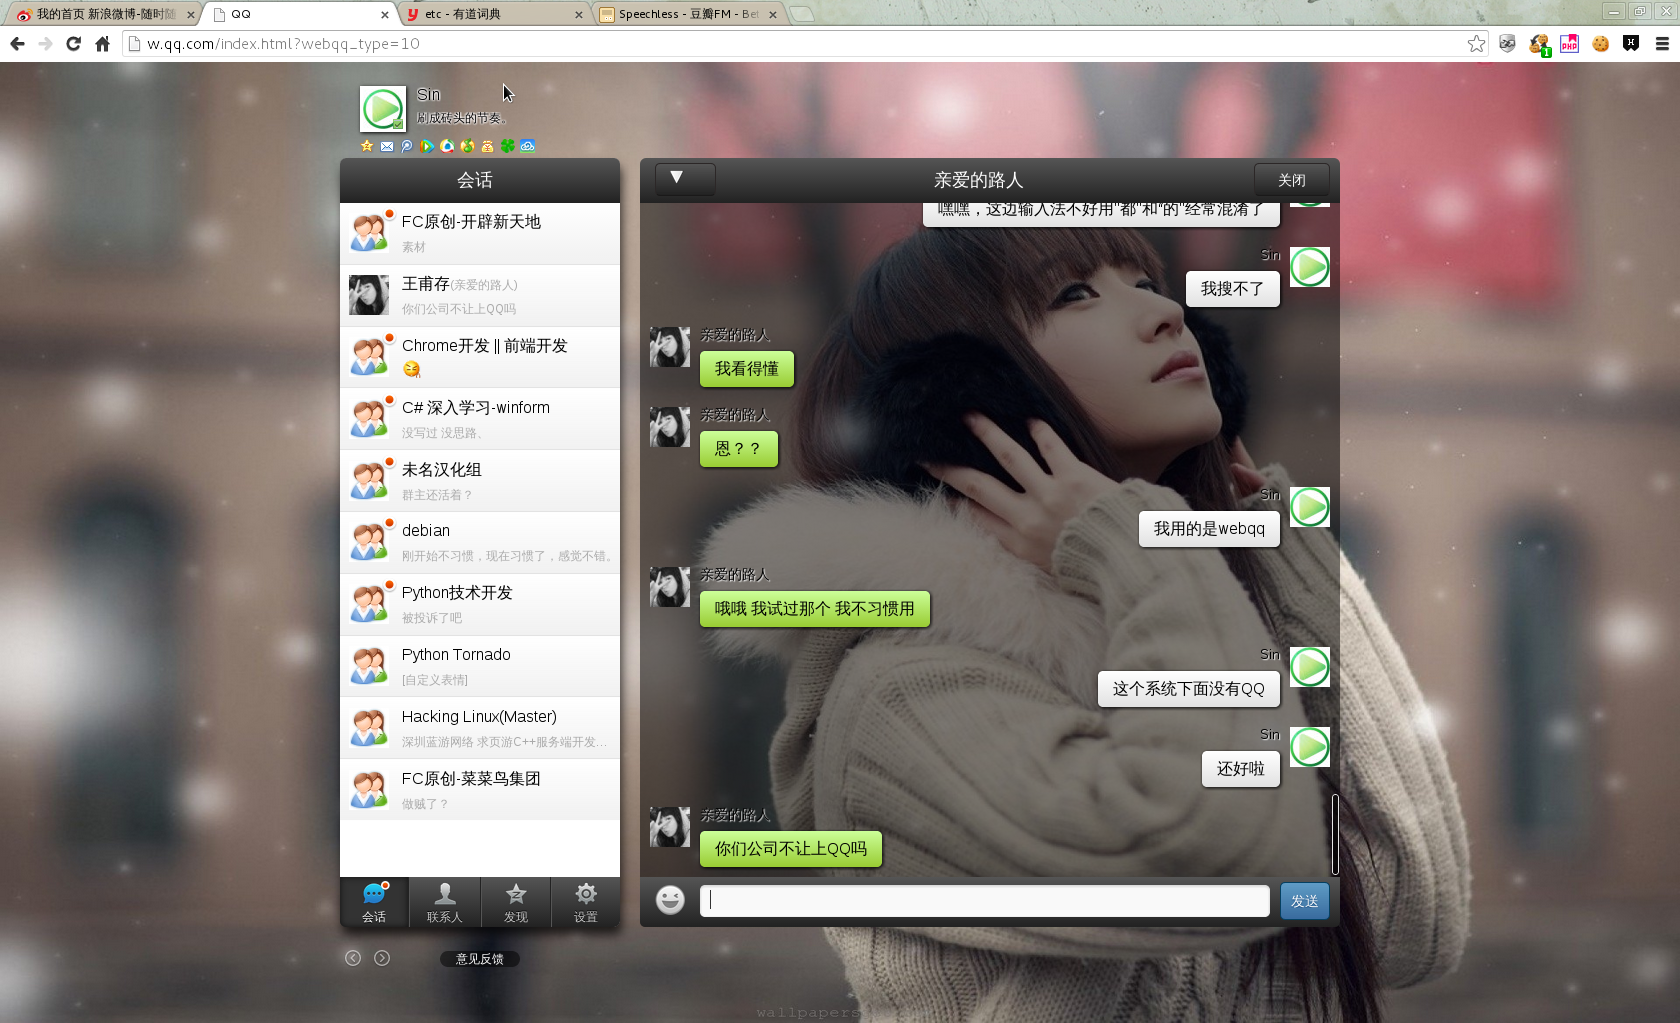 我的首页 新浪微博-随时随
QQ
etc - 有道词典
Speechless - 豆瓣FM - Bet
w.qq.com/index.html?webqq_type=10
Sin
刷成砖头的节奏。
会话
FC原创-开辟新天地
素材
王甫存(亲爱的路人)
你们公司不让上QQ吗
Chrome开发 || 前端开发
C# 深入学习-winform
没写过 没思路、
未名汉化组
群主还活着？
debian
刚开始不习惯，现在习惯了，感觉不错。
Python技术开发
被投诉了吧
Python Tornado
[自定义表情]
Hacking Linux(Master)
深圳蓝游网络 求页游C++服务端开发...
FC原创-菜菜鸟集团
做贼了？
会话
联系人
发现
设置
意见反馈
亲爱的路人
关闭
嘿嘿，这边输入法不好用"都"和"的"经常混淆了
Sin
我搜不了
亲爱的路人
我看得懂
亲爱的路人
恩？？
Sin
我用的是webqq
亲爱的路人
哦哦 我试过那个 我不习惯用
Sin
这个系统下面没有QQ
Sin
还好啦
亲爱的路人
你们公司不让上QQ吗
发送
wallpapers